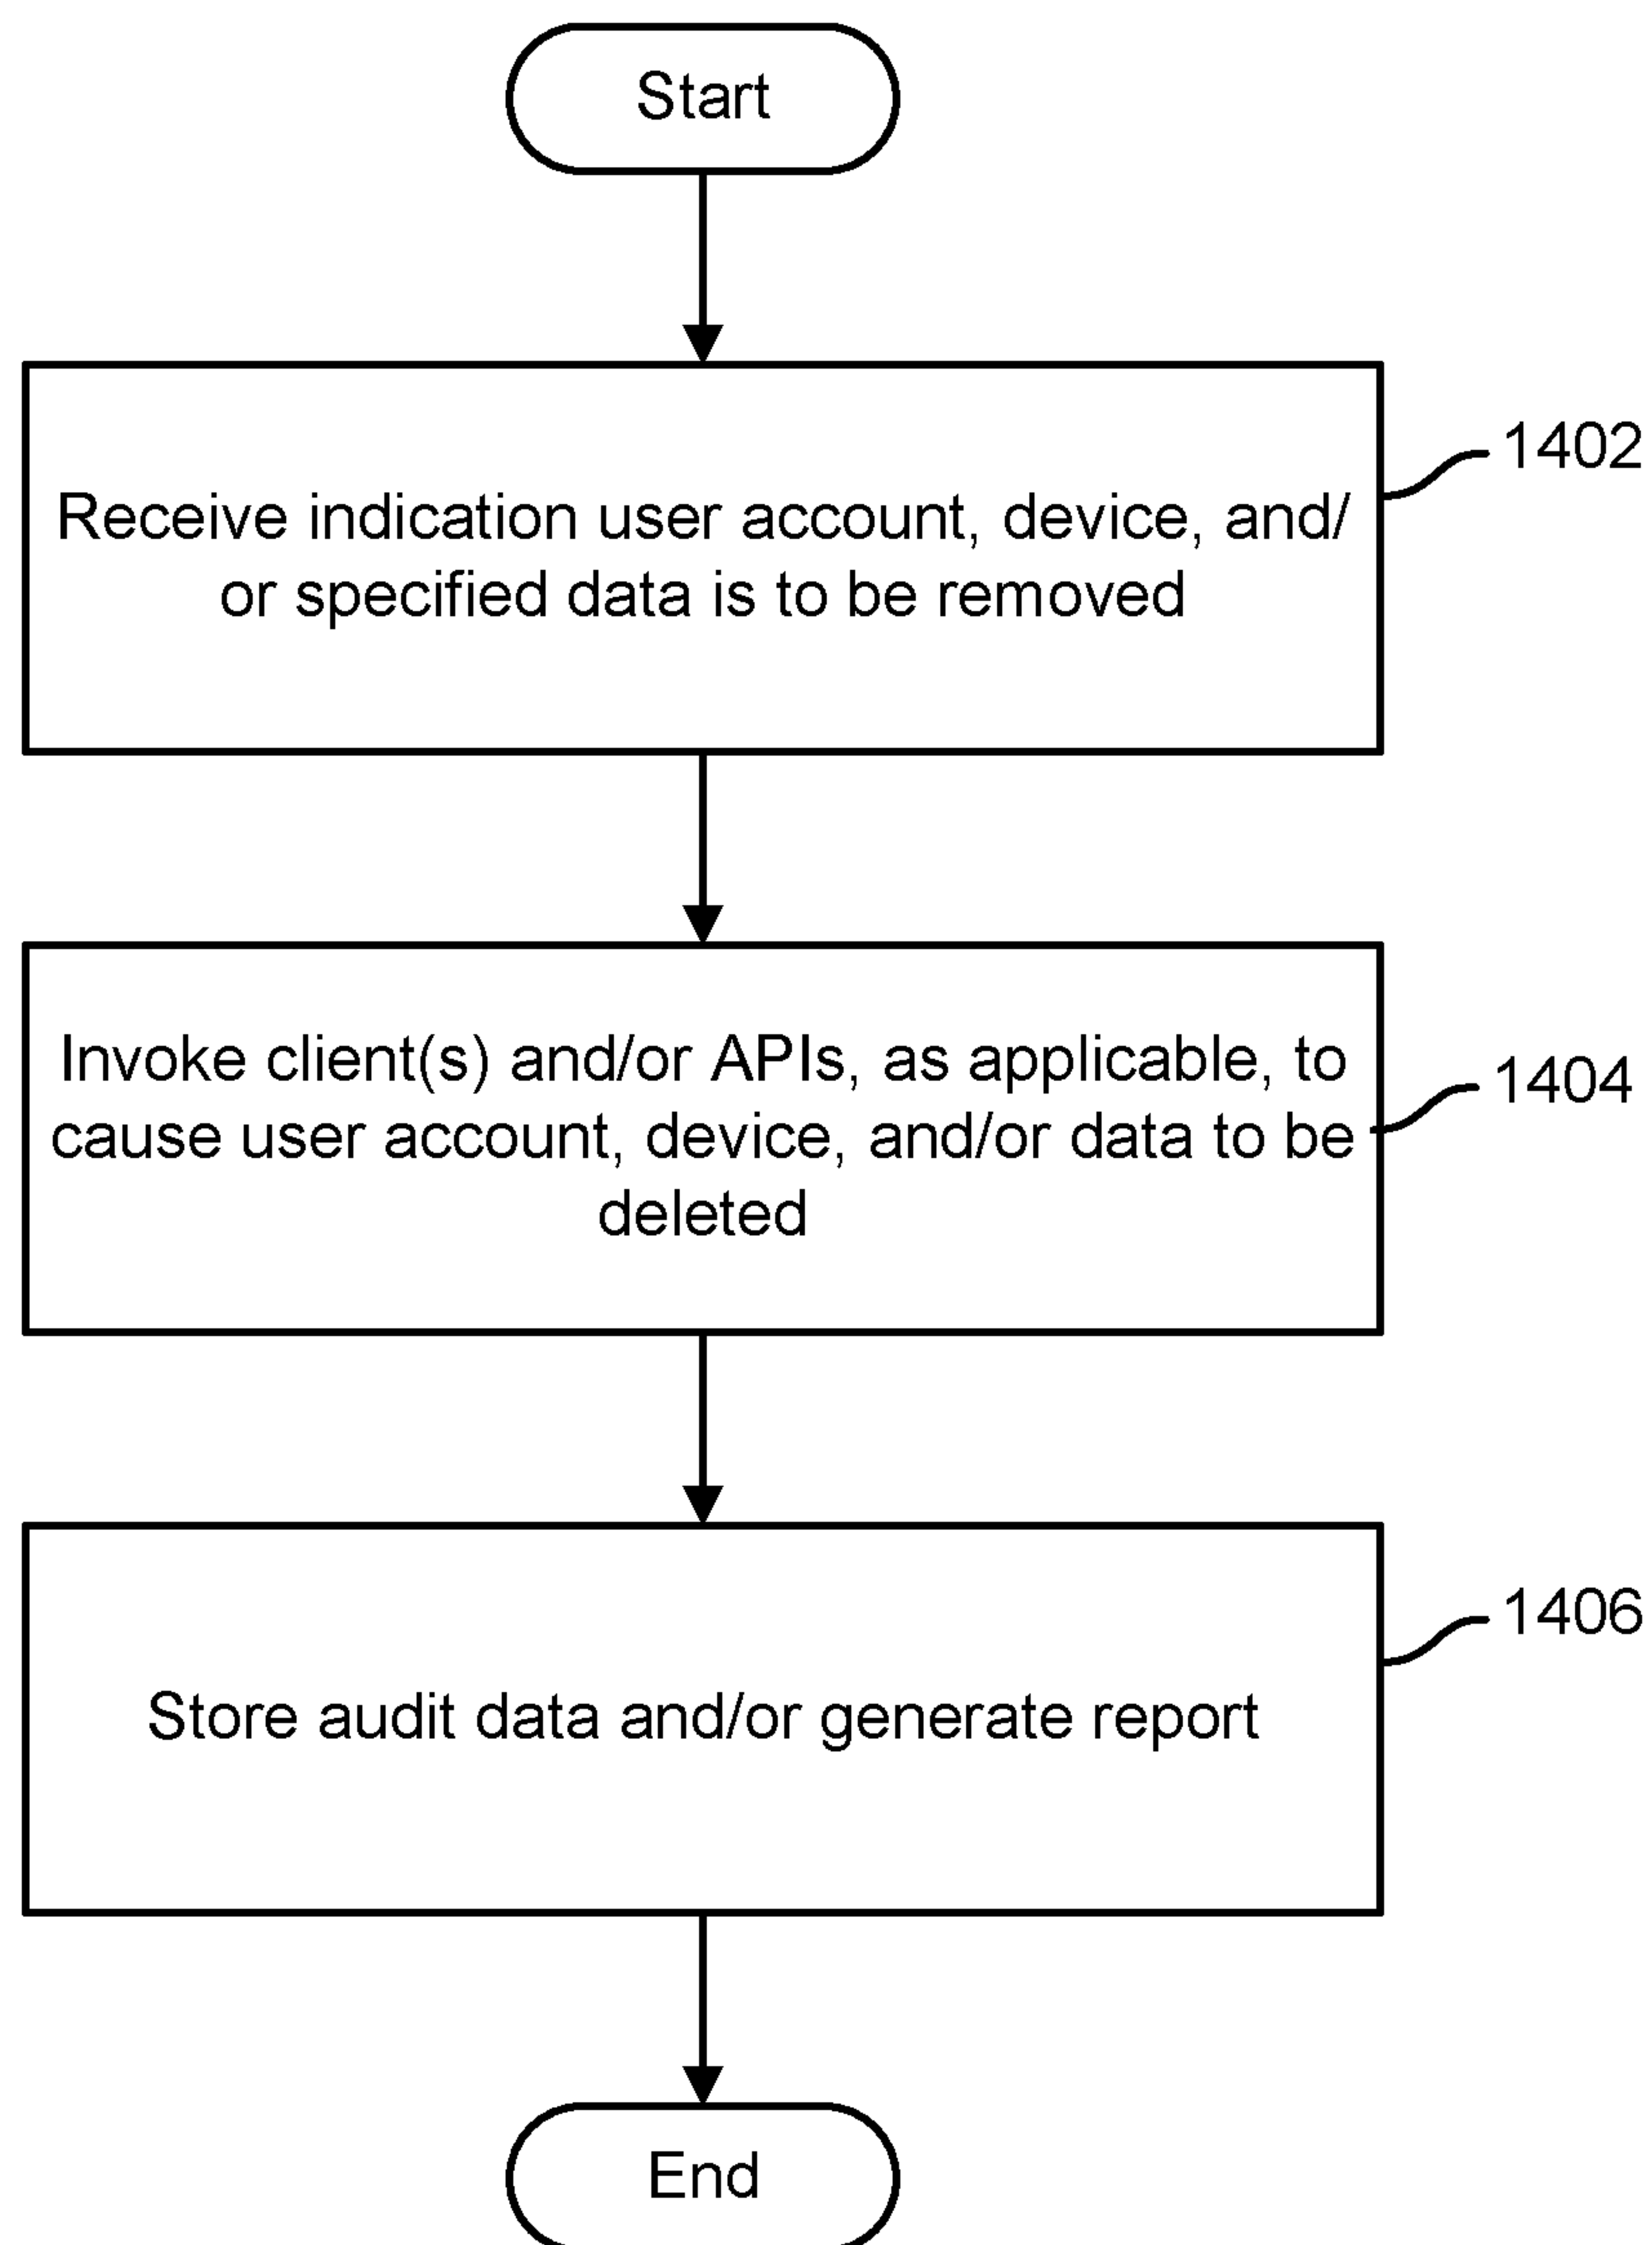 Start
1402
Receive indication user account, device, and/
or specified data is to be removed
1404
Invoke client(s) and/or APIs, as applicable, to
cause user account, device, and/or data to be
deleted
1406
Store audit data and/or generate report
End